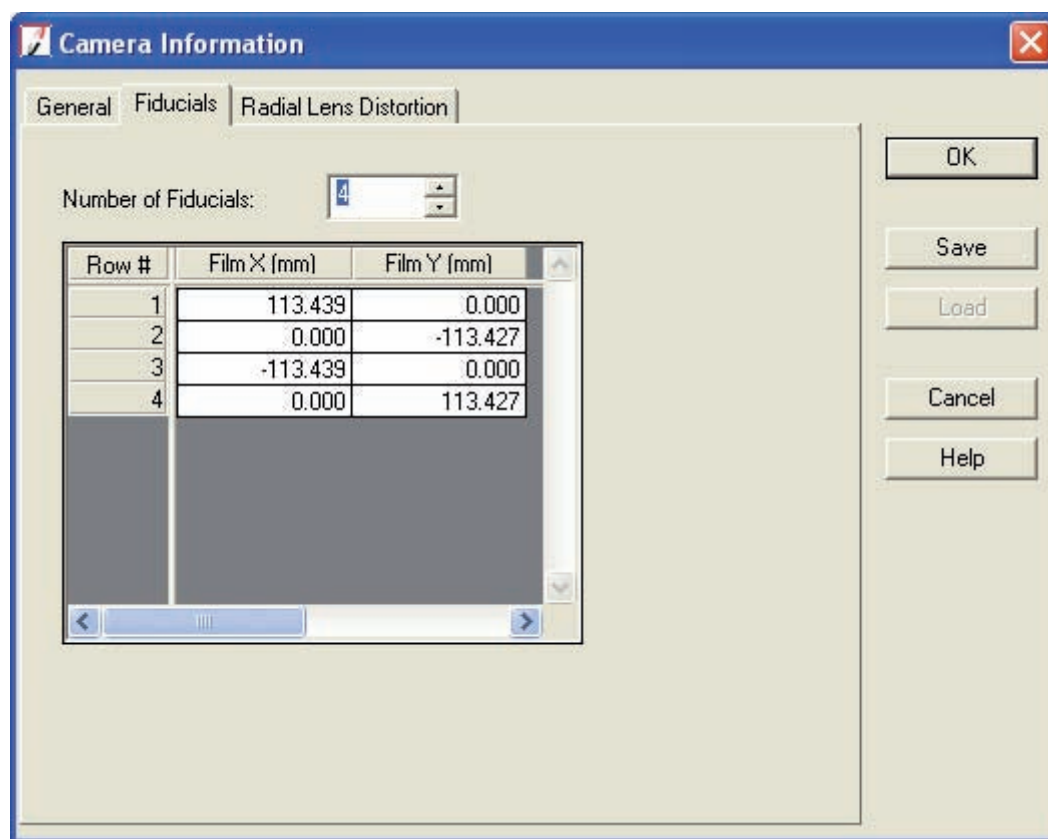 Camera Information
General Fiducials Radial Lens Distortion
Number of Fiducials: 4
Row # Film X (mm) Film Y (mm)
1 113.439 0.000
2 0.000 -113.427
3 -113.439 0.000
4 0.000 113.427
OK
Save
Load
Cancel
Help